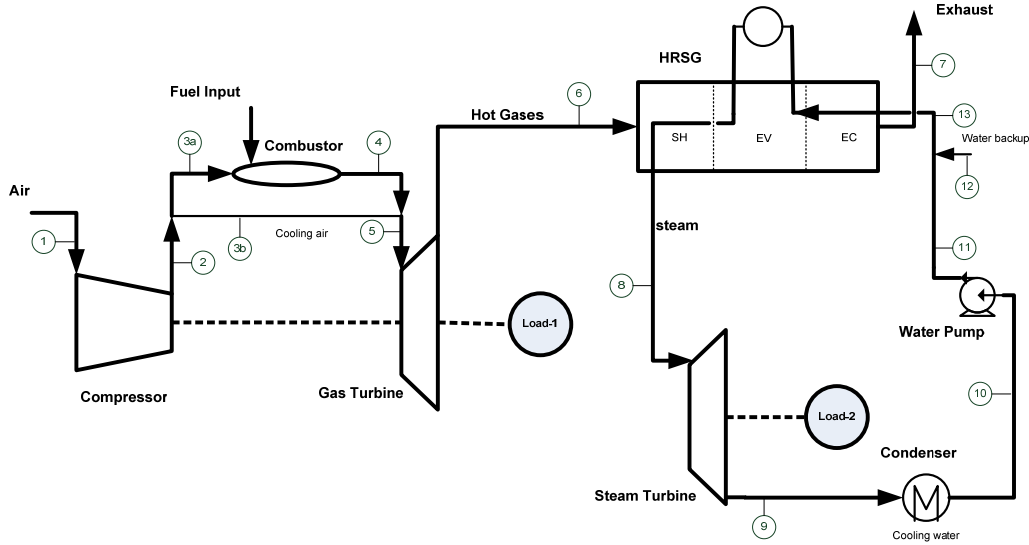 Exhaust
HRSG
7
Fuel Input
6
Hot Gases
13
3a
Combustor
4
SH
EV
EC
Water backup
Air
12
steam
1
3b
Cooling air
5
2
11
8
Load-1
Water Pump
Compressor
Gas Turbine
10
Load-2
Condenser
Steam Turbine
9
Cooling water